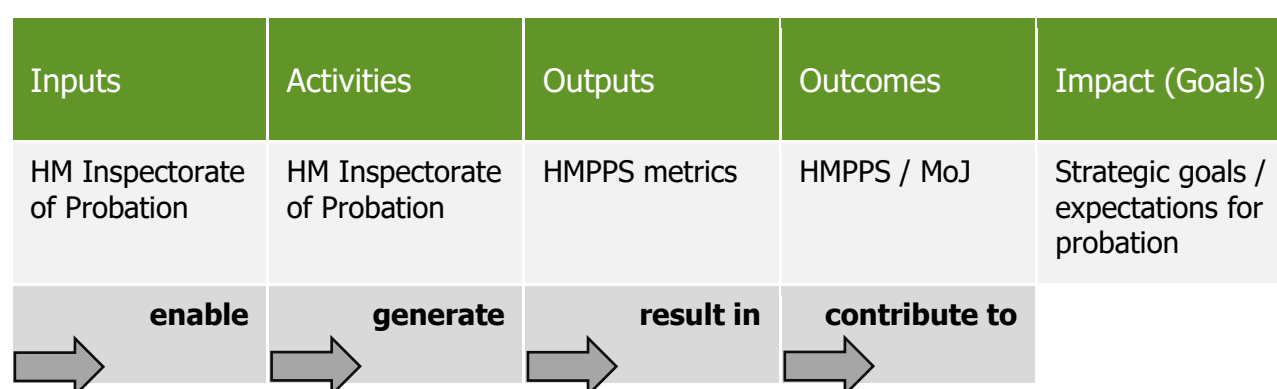 Inputs
Activities
Outputs
Outcomes
Impact (Goals)
HM Inspectorate
of Probation
HM Inspectorate
of Probation
HMPPS metrics
HMPPS / MoJ
Strategic goals /
expectations for
probation
enable
generate
result in
contribute to